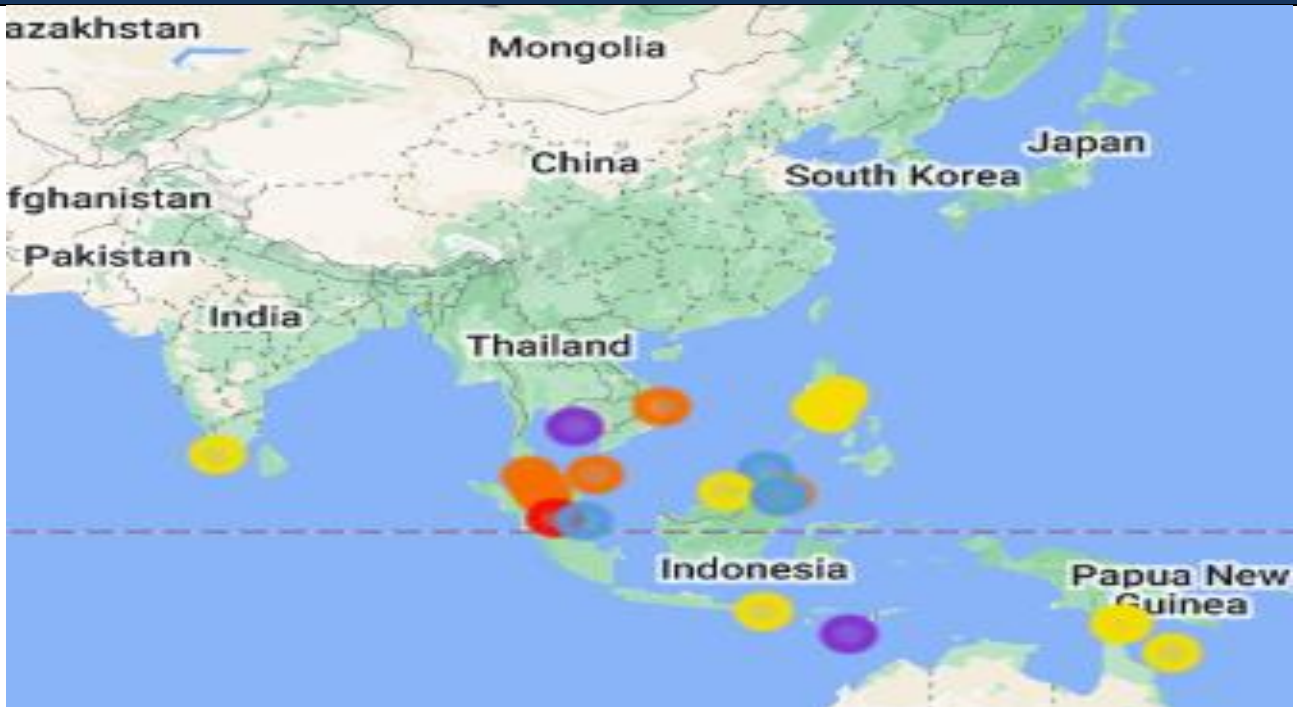 azakhstan
Mongolia
China
Japan
South Korea
fghanistan
Pakistan
India
Thailand
Indonesia
Papua New
Guinea